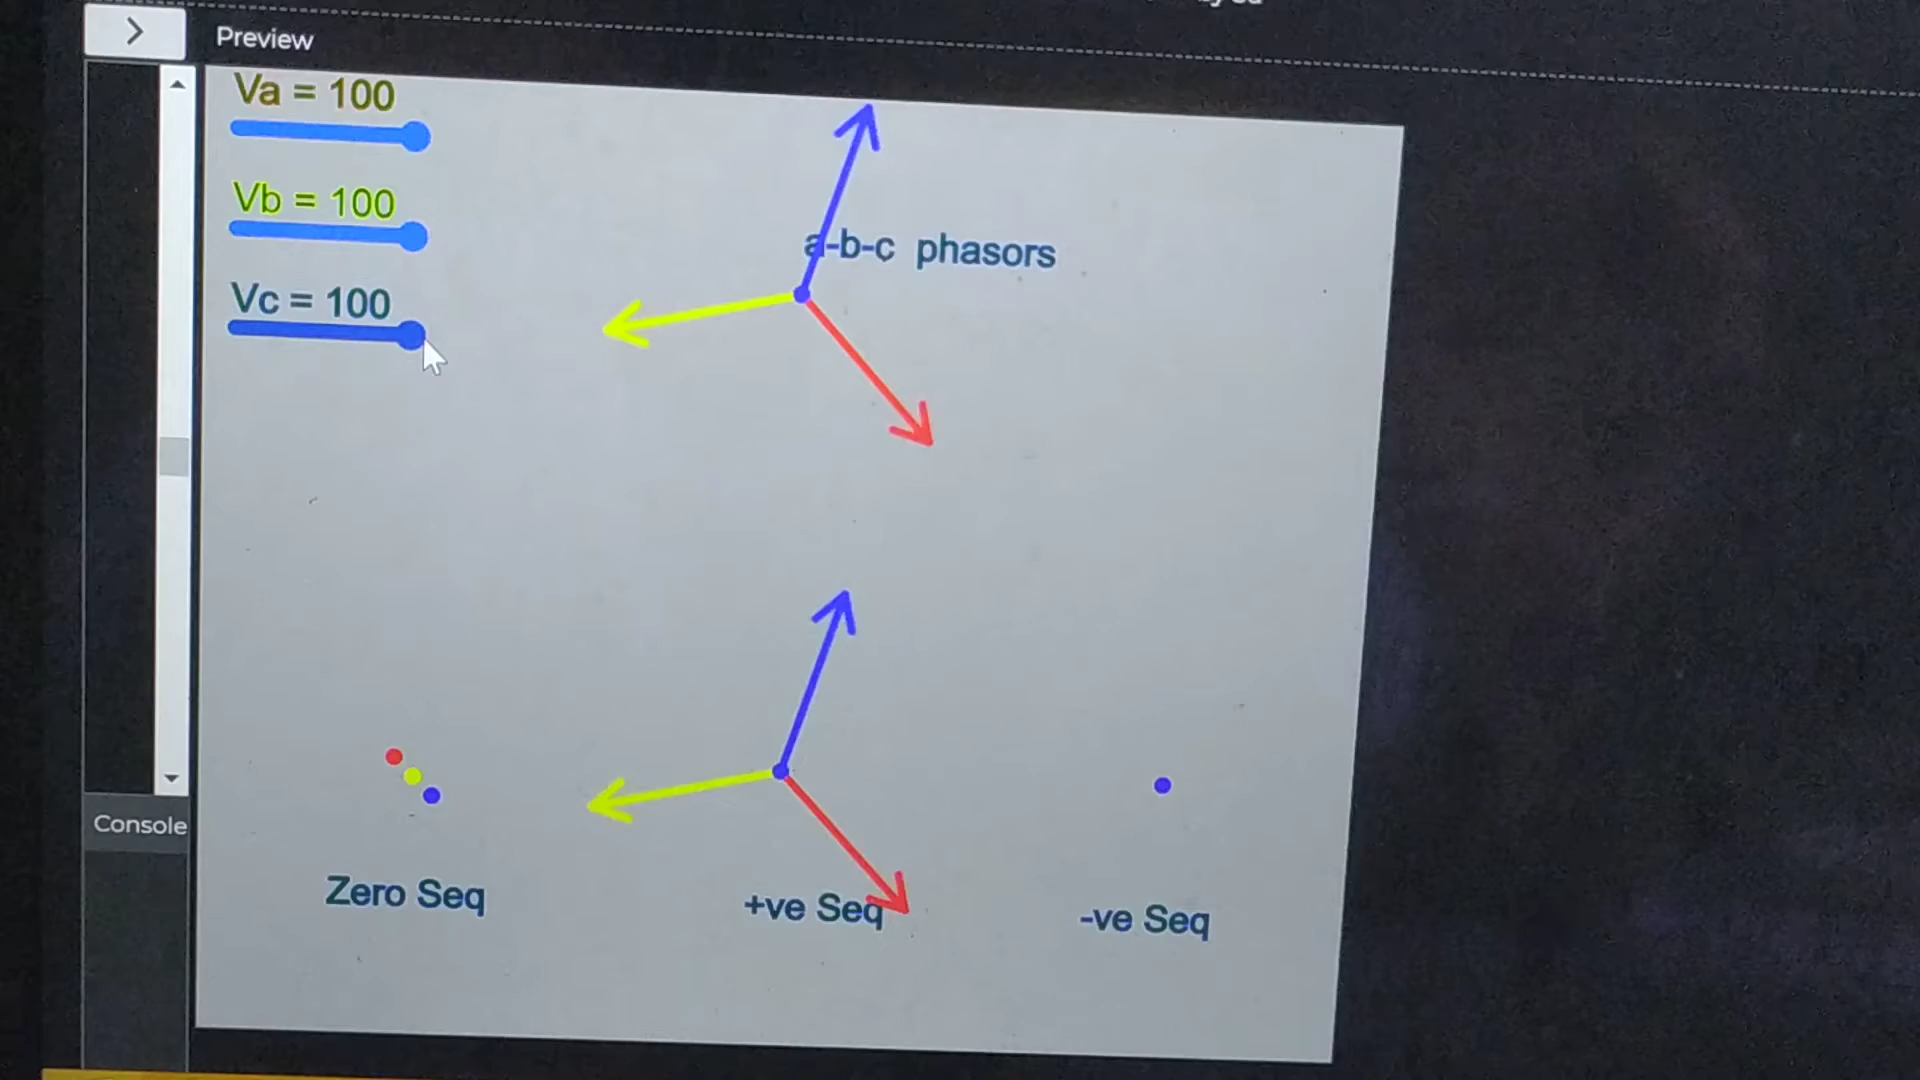 Preview
Va = 100
Vb = 100
a-b-c phasors
Vc = 100
Console
Zero Seq
+ve Seq
-ve Seq